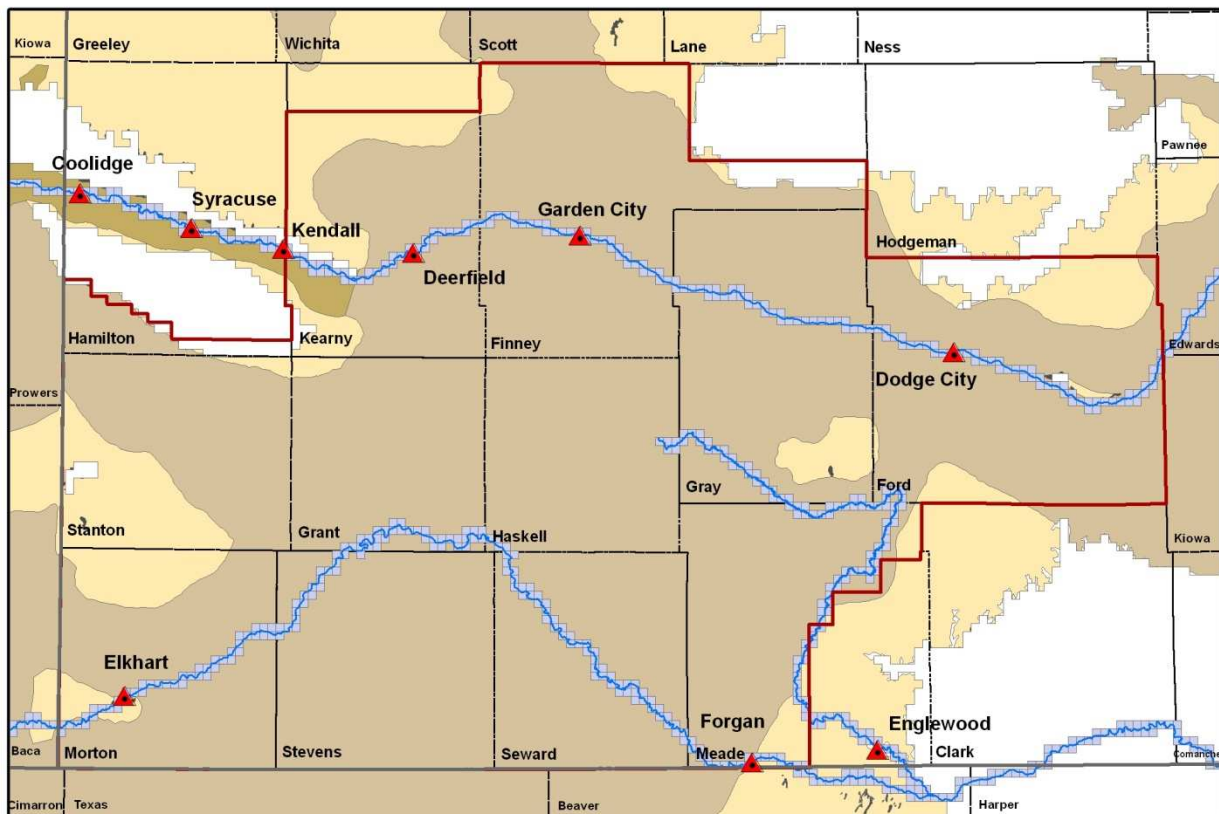 Kiowa Greeley Wichita Scott Lane Ness
Pawnee
Coolidge
Syracuse
Kendall Garden City
Hodgeman
Deerfield
Hamilton Kearny Finney Edwards
Dodge City
Prowers
Gray Ford
Stanton Grant Haskell Kiowa
Elkhart
Forgan Englewood
Baca Morton Stevens Seward Meade Clark Comanche
Cimarron Texas Beaver Harper